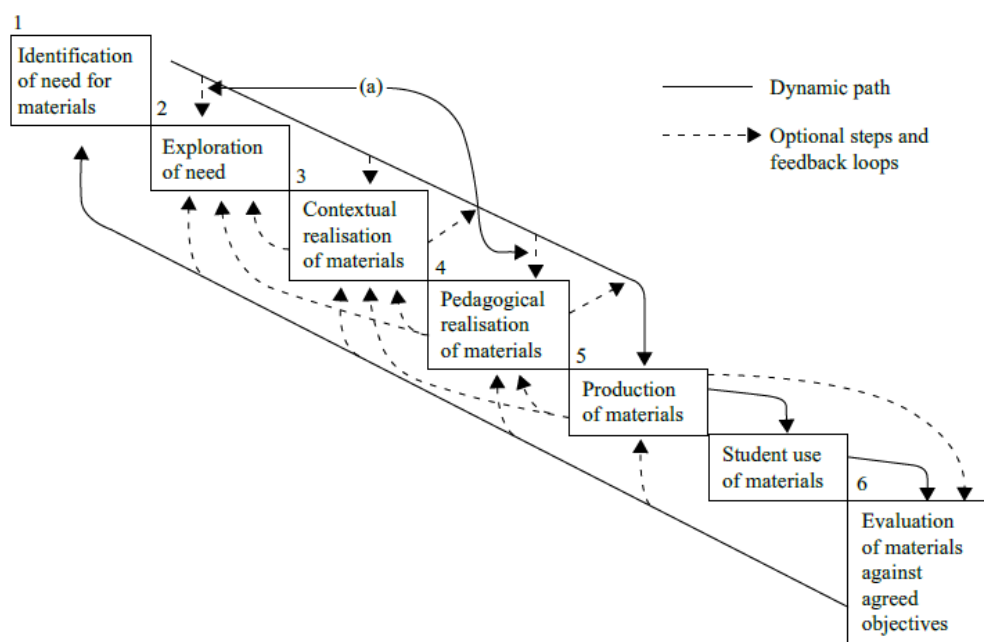 1
Identification
of need for
materials
(a)
Dynamic path
2
Optional steps and
feedback loops
Exploration
of need
3
Contextual
realisation
of materials
4
Pedagogical
realisation
of materials
5
Production
of materials
Student use
of materials
6
Evaluation
of materials
against
agreed
objectives